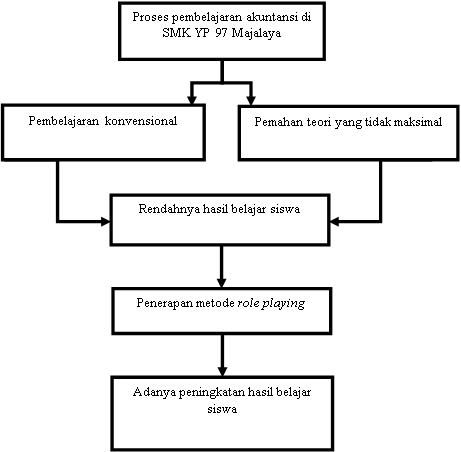 Proses pembelajaran akuntansi di
SMK YP 97 Majalaya
Pembelajaran konvensional
Pemahan teori yang tidak maksimal
Rendahnya hasil belajar siswa
Penerapan metode role playing
Adanya peningkatan hasil belajar
siswa